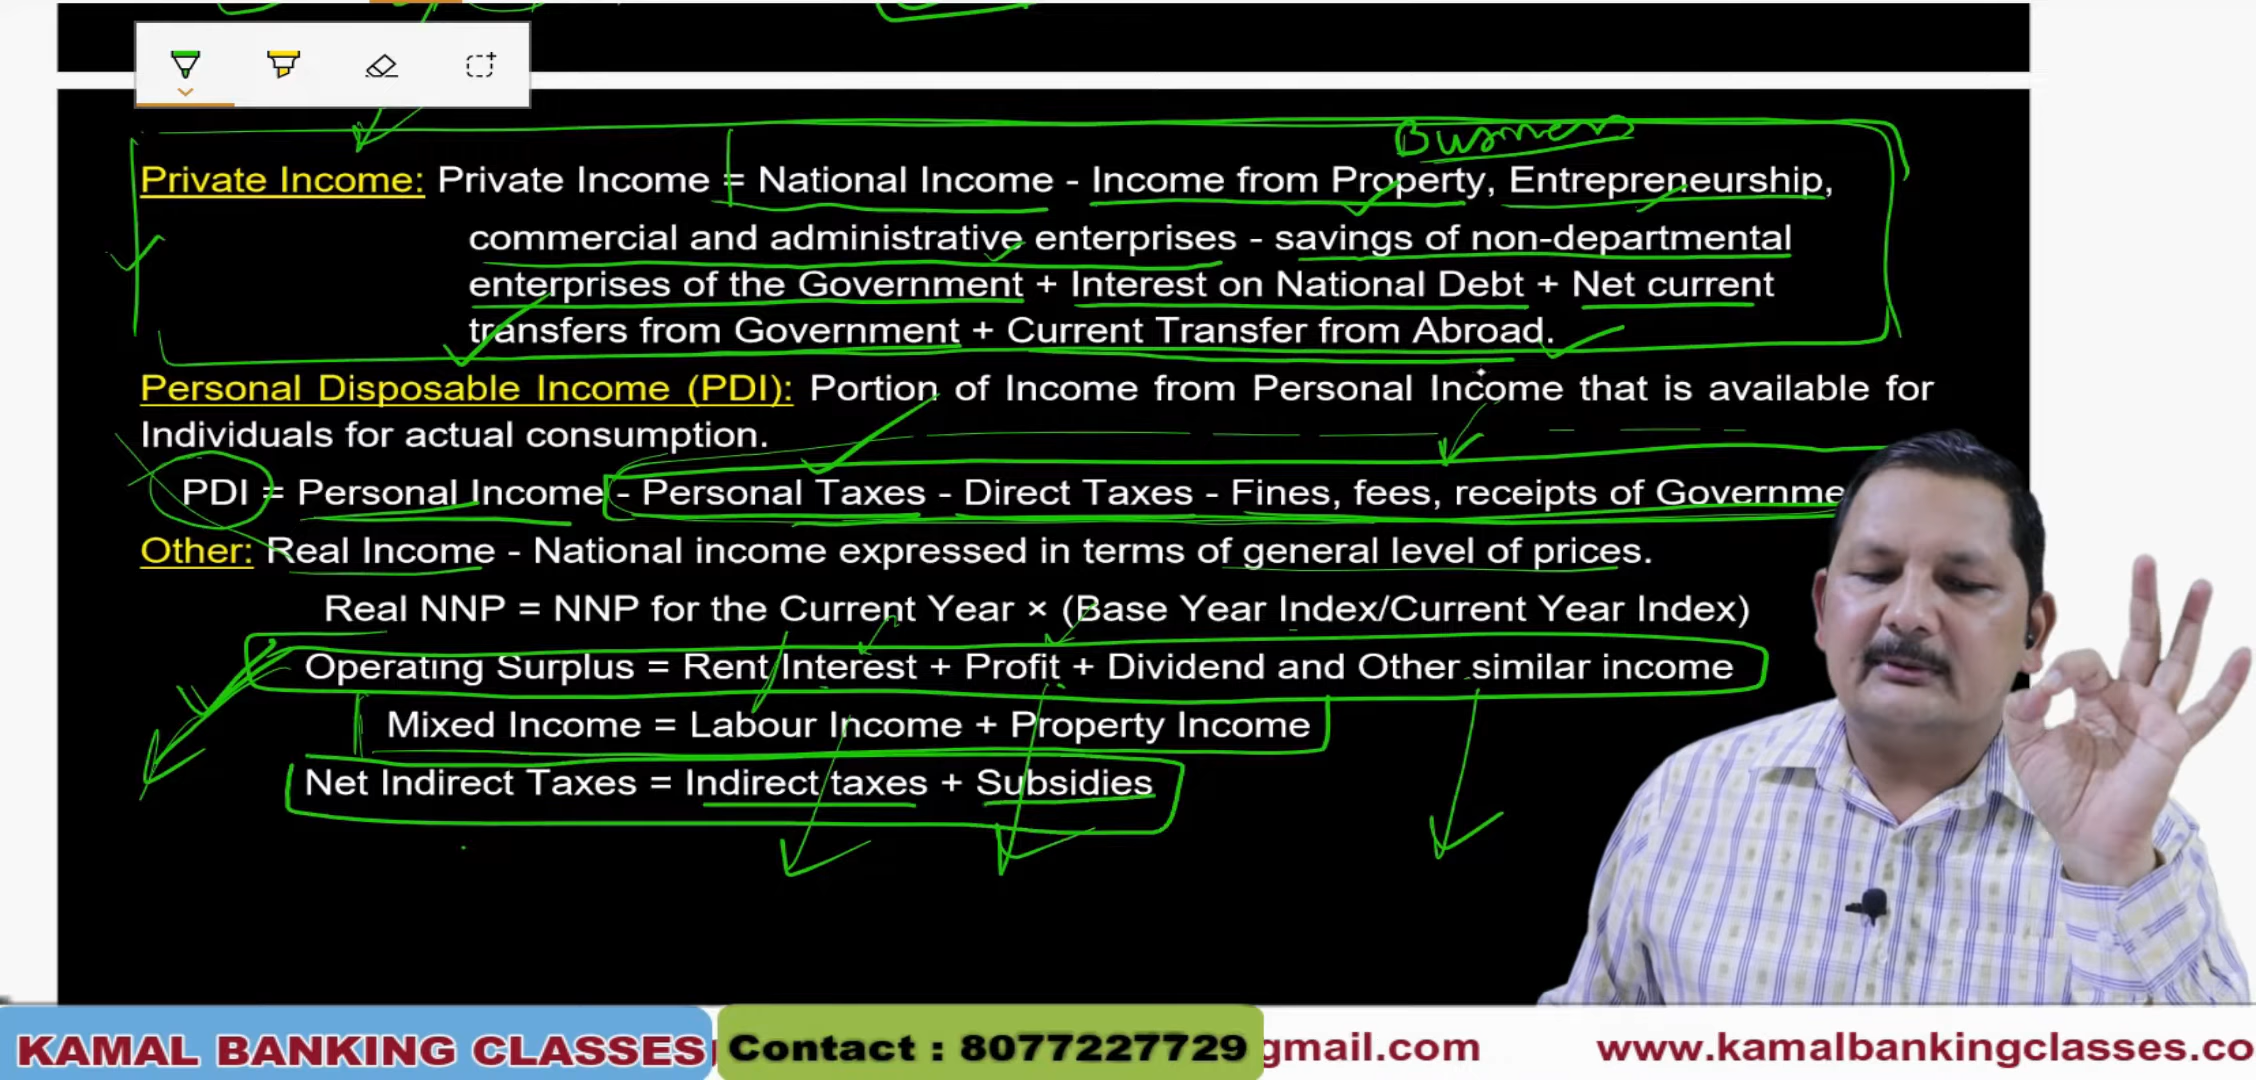 Business
Private Income: Private Income = National Income - Income from Property, Entrepreneurship,
commercial and administrative enterprises - savings of non-departmental
enterprises of the Government + Interest on National Debt + Net current
transfers from Government + Current Transfer from Abroad.
Personal Disposable Income (PDI): Portion of Income from Personal Income that is available for
Individuals for actual consumption.
PDI = Personal Income - Personal Taxes - Direct Taxes - Fines, fees, receipts of Governme
Other: Real Income - National income expressed in terms of general level of prices.
Real NNP = NNP for the Current Year × (Base Year Index/Current Year Index)
Operating Surplus = Rent Interest + Profit + Dividend and Other similar income
Mixed Income = Labour Income + Property Income
Net Indirect Taxes = Indirect taxes + Subsidies
KAMAL BANKING CLASSES Contact : 8077227729 gmail.com www.kamalbankingclasses.co